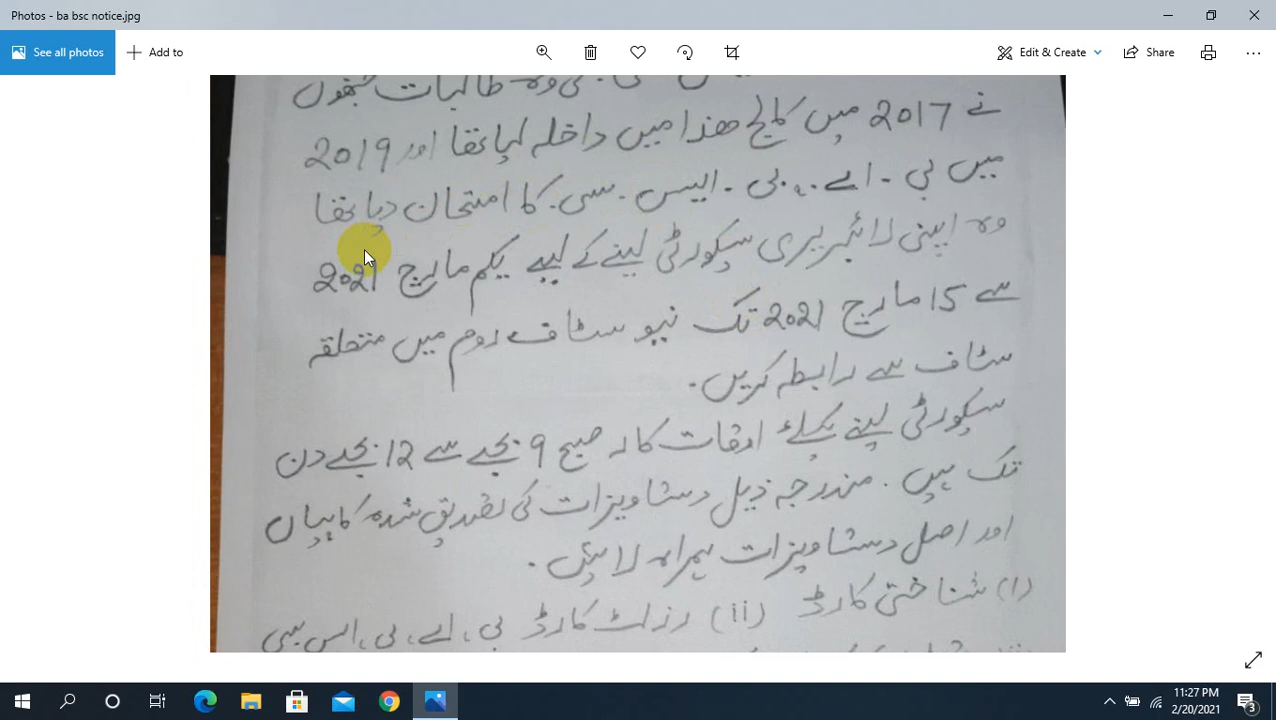 Photos - ba bsc notice.jpg
See all photos
Add to
Edit & Create
Share
وہ طالبات جنھوں
نے 2017 میں کالج ھذا میں داخلہ لیا تھا اور 2019
میں بی - اے، بی - ایس . سی . کا امتحان دیا تھا
وہ اپنی لائبریری سکورٹی لینے کے لیے یکم مارچ 2021
سے 15 مارچ 2021 تک نیو سٹاف روم میں متعلقہ
سٹاف سے رابطہ کریں .
سکورٹی لینے کیلئے اوقات کار صبح 9 بجے سے 12 بجے دن
تک ہیں . مندرجہ ذیل دستاویزات کی تصدیق شدہ کاپیاں
اور اصل دستاویزات ہمراہ لائیں .
(i) شناختی کارڈ (ii) رزلٹ کارڈ بی ، اے ، بی ، ایس سی
11:27 PM
2/20/2021
3